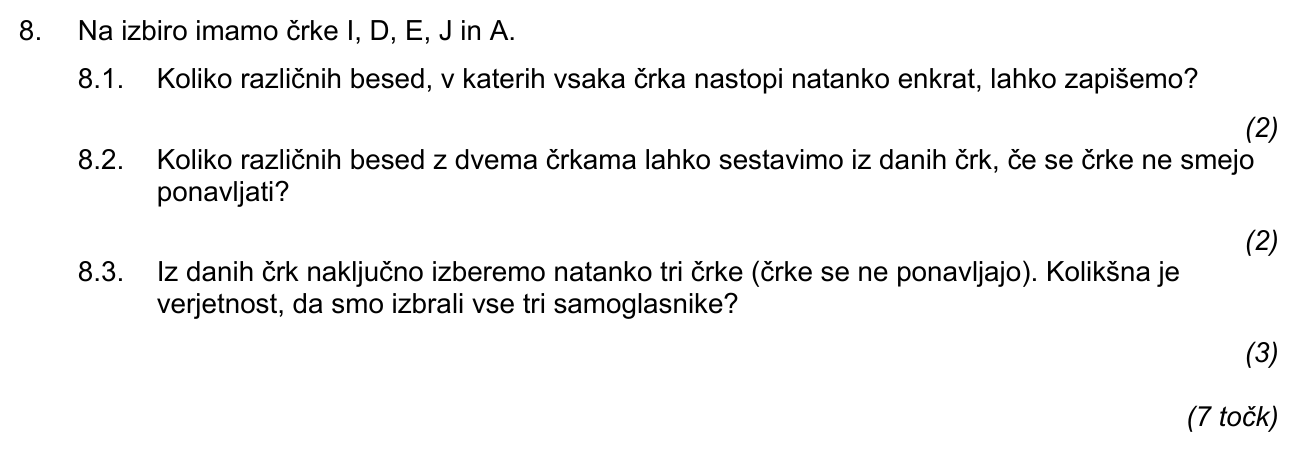 8. Na izbiro imamo črke I, D, E, J in A.
8.1. Koliko različnih besed, v katerih vsaka črka nastopi natanko enkrat, lahko zapišemo?
(2)
8.2. Koliko različnih besed z dvema črkama lahko sestavimo iz danih črk, če se črke ne smejo
ponavljati?
(2)
8.3. Iz danih črk naključno izberemo natanko tri črke (črke se ne ponavljajo). Kolikšna je
verjetnost, da smo izbrali vse tri samoglasnike?
(3)
(7 točk)